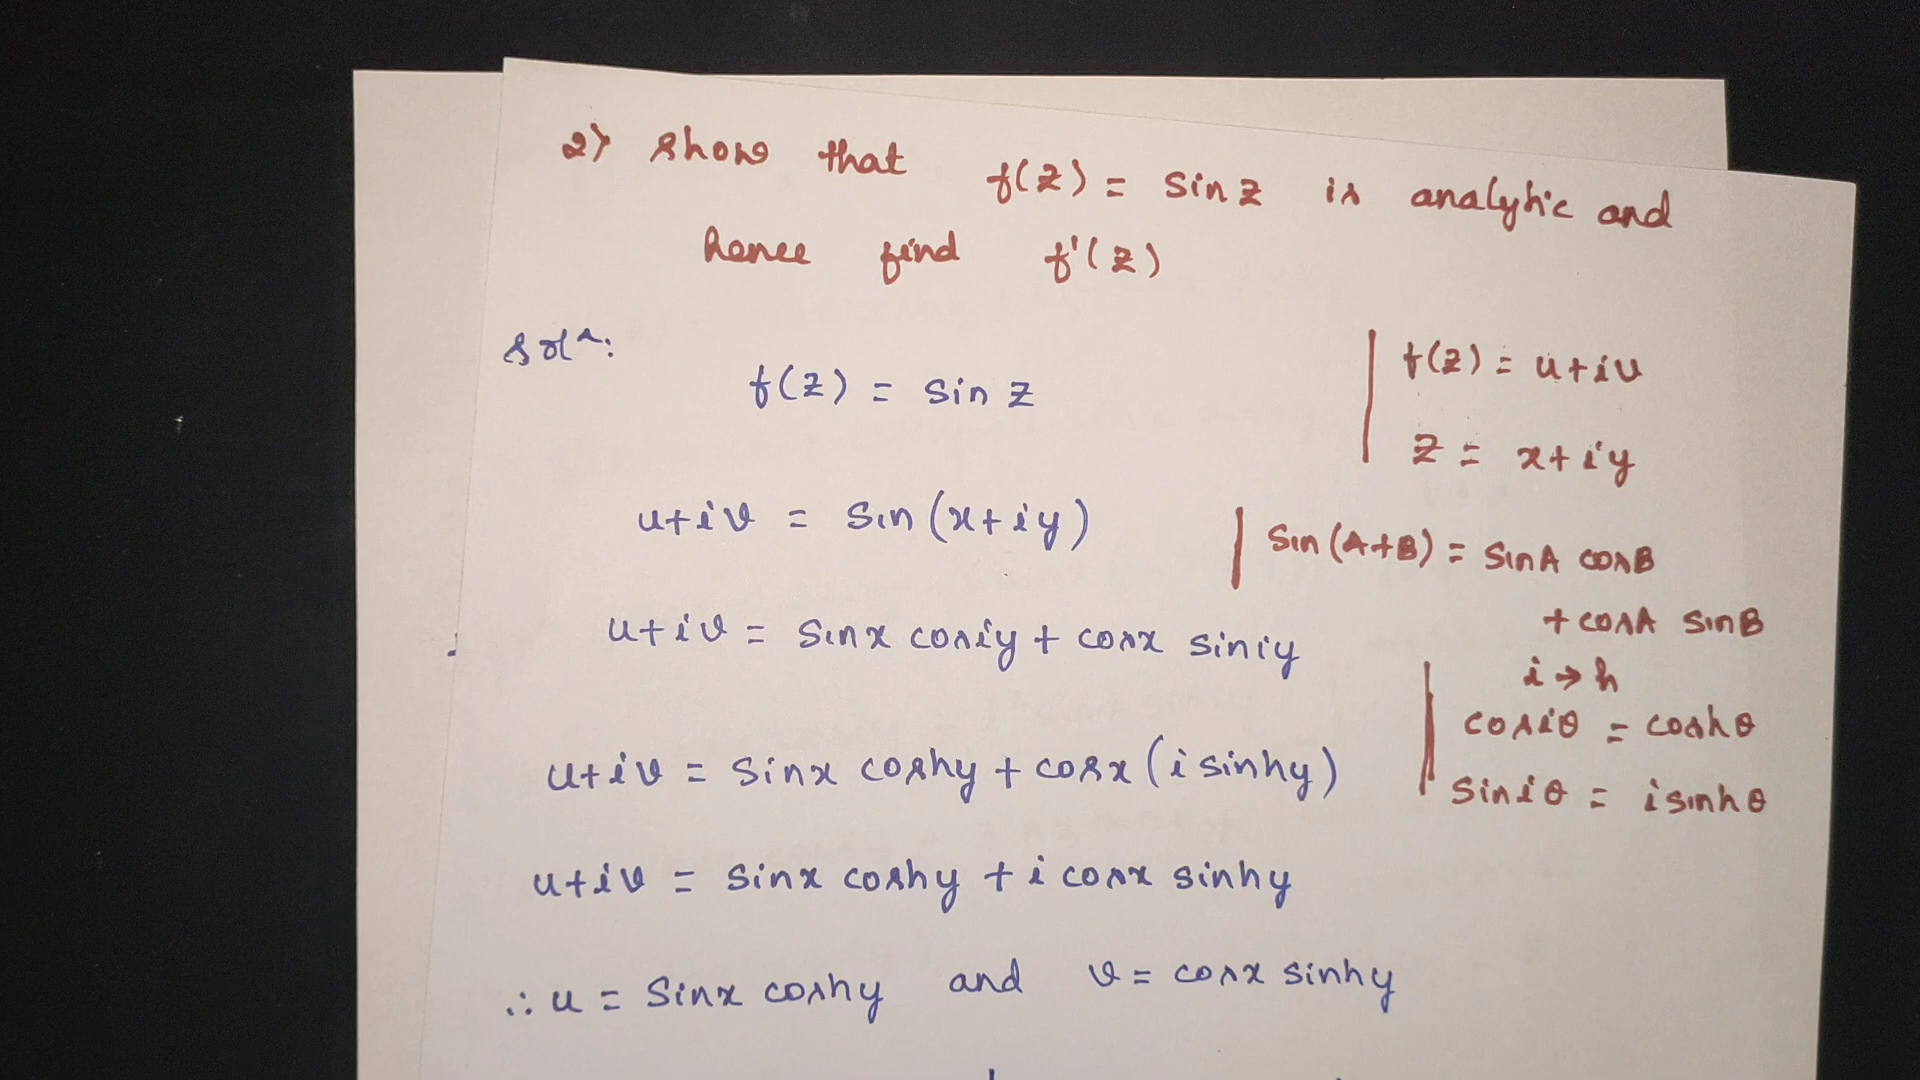 2) show that f(z) = sin z is analytic and
hence find f'(z)
Solⁿ:
f(z) = sin z
f(z) = u+iv
z = x+iy
u+iv = sin (x+iy)
sin (A+B) = sinA cosB
+ cosA sinB
u+iv = sinx cosiy + cosx siniy
i → h
cosiθ = coshθ
siniθ = i sinhθ
u+iv = sinx coshy + cosx (i sinhy)
u+iv = sinx coshy + i cosx sinhy
∴ u = sinx coshy and v = cosx sinhy